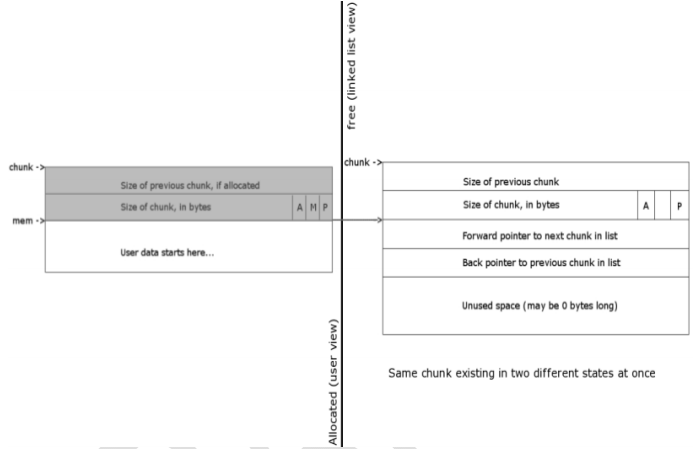 free (linked list view)
chunk ->
Size of previous chunk, if allocated
Size of chunk, in bytes
A M P
mem ->
User data starts here...
Allocated (user view)
chunk ->
Size of previous chunk
Size of chunk, in bytes
A P
Forward pointer to next chunk in list
Back pointer to previous chunk in list
Unused space (may be 0 bytes long)
Same chunk existing in two different states at once